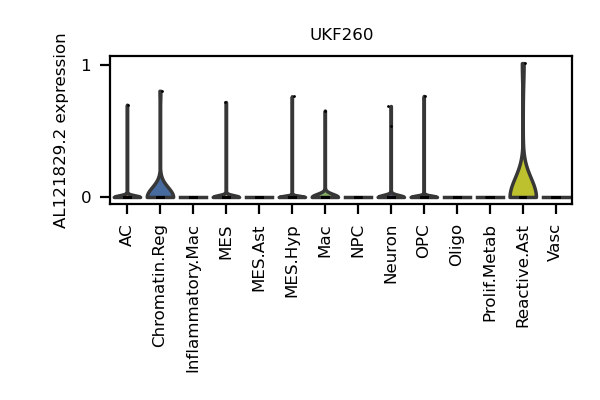 UKF260
AL121829.2 expression
1
0
AC
Chromatin.Reg
Inflammatory.Mac
MES
MES.Ast
MES.Hyp
Mac
NPC
Neuron
OPC
Oligo
Prolif.Metab
Reactive.Ast
Vasc